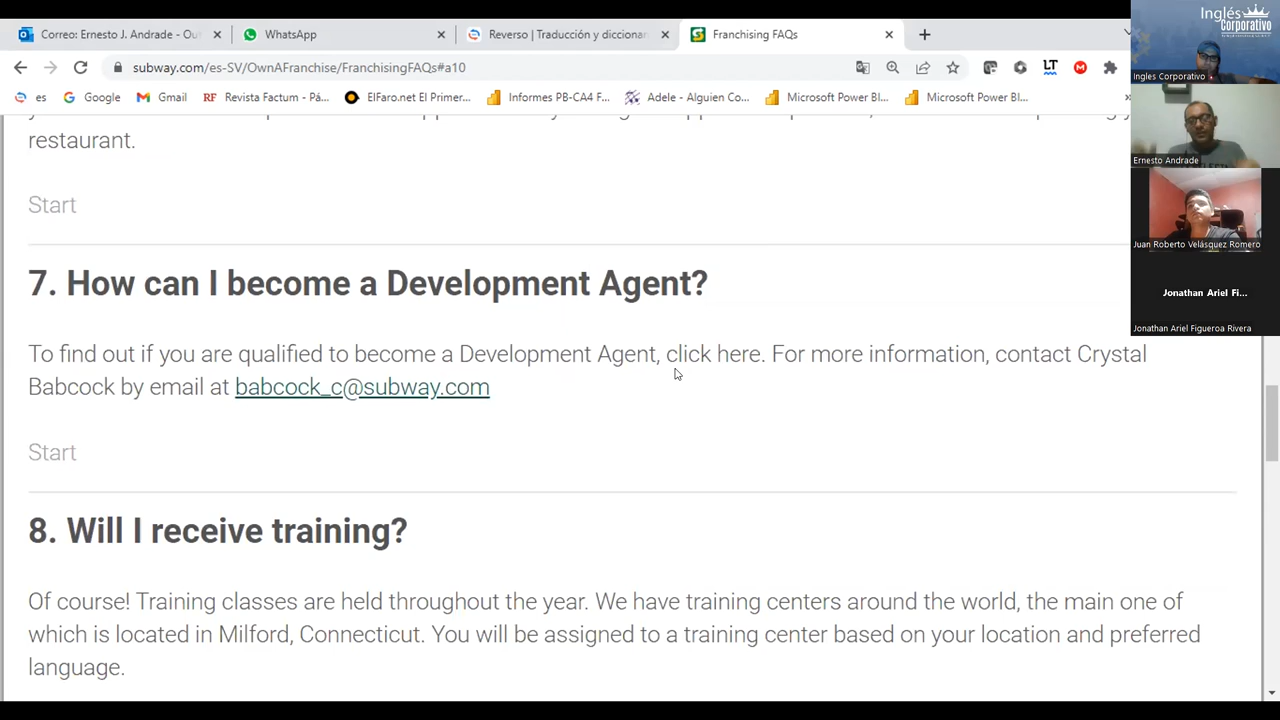 Correo: Ernesto J. Andrade - Ou
WhatsApp
Reverso | Traducción y diccionar
Franchising FAQs
subway.com/es-SV/OwnAFranchise/FranchisingFAQs#a10
es
Google
Gmail
RF Revista Factum - Pá...
ElFaro.net El Primer...
Informes PB-CA4 F...
Adele - Alguien Co...
Microsoft Power BI...
Microsoft Power BI...
LT
restaurant.
Start
7. How can I become a Development Agent?
To find out if you are qualified to become a Development Agent, click here. For more information, contact Crystal
Babcock by email at babcock_c@subway.com
Start
8. Will I receive training?
Of course! Training classes are held throughout the year. We have training centers around the world, the main one of
which is located in Milford, Connecticut. You will be assigned to a training center based on your location and preferred
language.
Inglés
Corporativo
Ingles Corporativo
Ernesto Andrade
Juan Roberto Velásquez Romero
Jonathan Ariel Fi...
Jonathan Ariel Figueroa Rivera